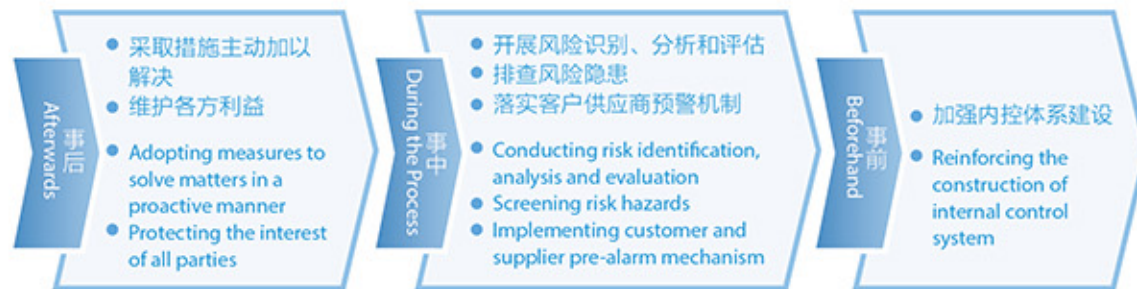 事后
Afterwards
采取措施主动加以
解决
维护各方利益
Adopting measures to
solve matters in a
proactive manner
Protecting the interest
of all parties
事中
During the Process
开展风险识别、分析和评估
排查风险隐患
落实客户供应商预警机制
Conducting risk identification,
analysis and evaluation
Screening risk hazards
Implementing customer and
supplier pre-alarm mechanism
事前
Beforehand
加强内控体系建设
Reinforcing the
construction of
internal control
system